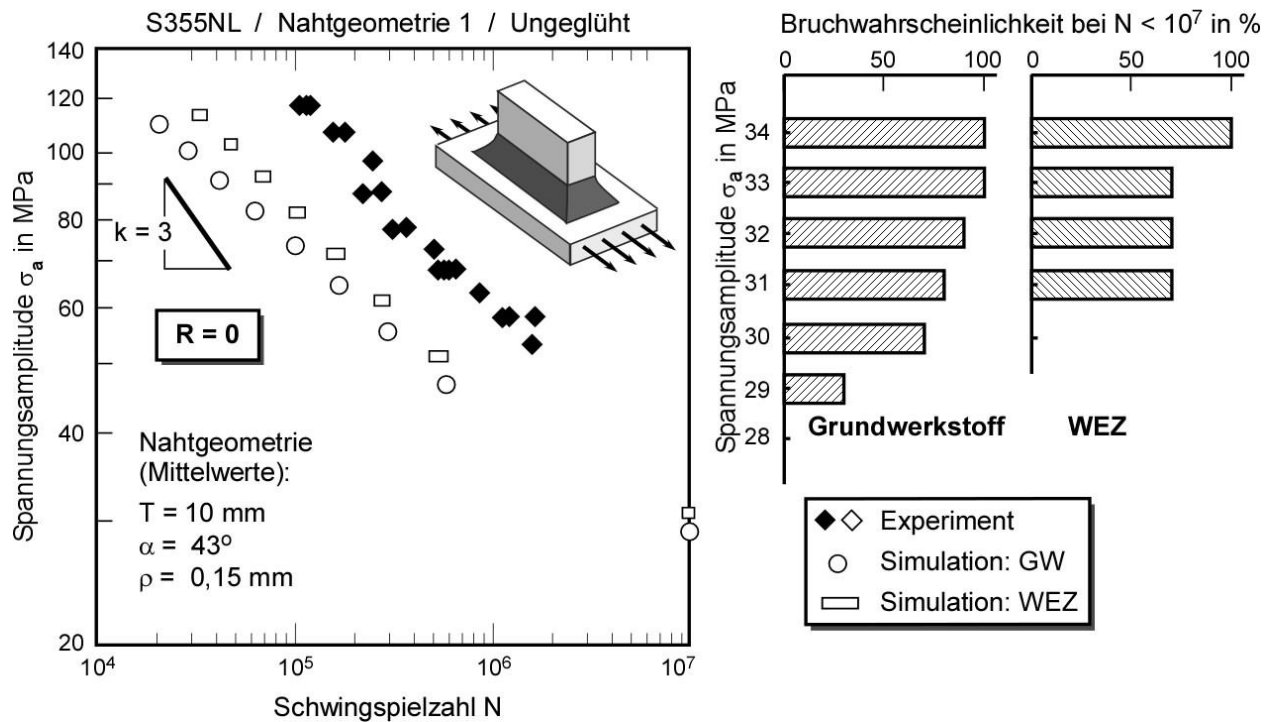 S355NL / Nahtgeometrie 1 / Ungeglüht
Spannungsamplitude σa in MPa
140
120
100
80
60
40
20
k = 3
R = 0
Nahtgeometrie
(Mittelwerte):
T = 10 mm
α = 43°
ρ = 0,15 mm
10⁴
10⁵
10⁶
10⁷
Schwingspielzahl N
Bruchwahrscheinlichkeit bei N < 10⁷ in %
0
50
100
0
50
100
Spannungsamplitude σa in MPa
34
33
32
31
30
29
28
Grundwerkstoff
WEZ
Experiment
Simulation: GW
Simulation: WEZ